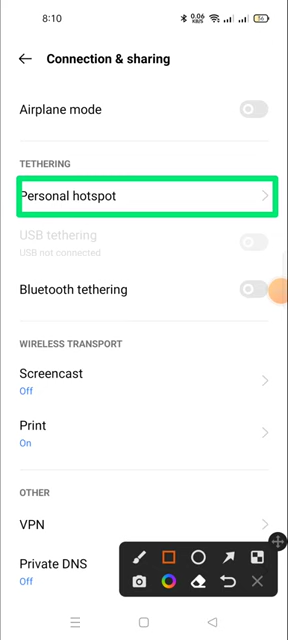 8:10
0.06 KB/S
36
Connection & sharing
Airplane mode
TETHERING
Personal hotspot
USB tethering
USB not connected
Bluetooth tethering
WIRELESS TRANSPORT
Screencast
Off
Print
On
OTHER
VPN
Private DNS
Off